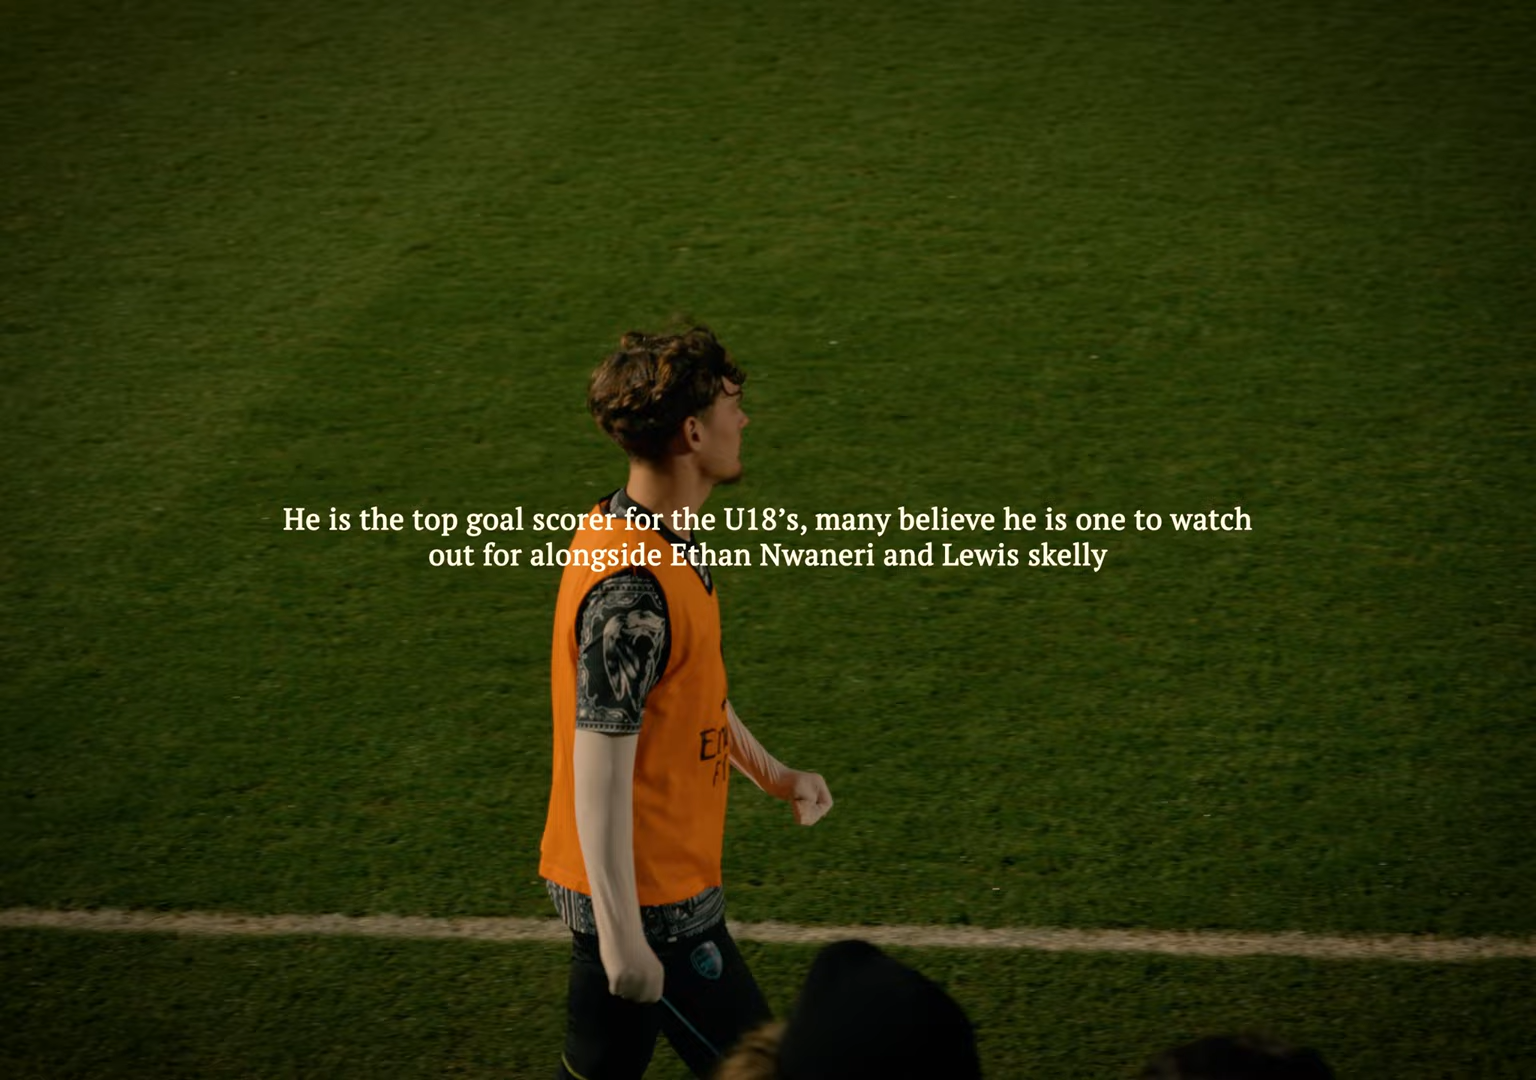 He is the top goal scorer for the U18’s, many believe he is one to watch
out for alongside Ethan Nwaneri and Lewis skelly